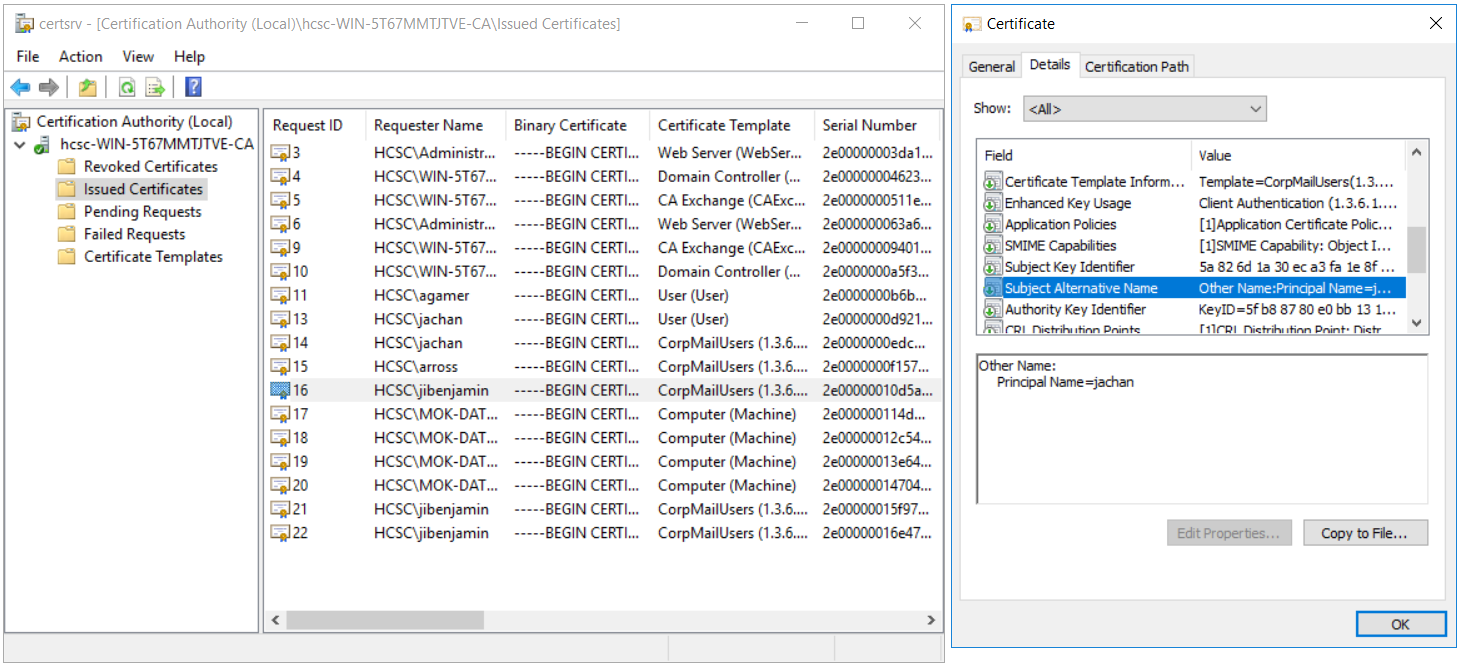 certsrv - [Certification Authority (Local)\hcsc-WIN-5T67MMTJTVE-CA\Issued Certificates]
File Action View Help
Certification Authority (Local)
hcsc-WIN-5T67MMTJTVE-CA
Revoked Certificates
Issued Certificates
Pending Requests
Failed Requests
Certificate Templates
Request ID Requester Name Binary Certificate Certificate Template Serial Number
3 HCSC\Administr... -----BEGIN CERTI... Web Server (WebSer... 2e00000003da1...
4 HCSC\WIN-5T67... -----BEGIN CERTI... Domain Controller (... 2e00000004623...
5 HCSC\WIN-5T67... -----BEGIN CERTI... CA Exchange (CAExc... 2e00000000511e...
6 HCSC\Administr... -----BEGIN CERTI... Web Server (WebSer... 2e00000000063a6...
9 HCSC\WIN-5T67... -----BEGIN CERTI... CA Exchange (CAExc... 2e00000009401...
10 HCSC\WIN-5T67... -----BEGIN CERTI... Domain Controller (... 2e0000000a5f3...
11 HCSC\agamer -----BEGIN CERTI... User (User) 2e0000000b6b...
13 HCSC\jachan -----BEGIN CERTI... User (User) 2e0000000d921...
14 HCSC\jachan -----BEGIN CERTI... CorpMailUsers (1.3.6.... 2e0000000edc...
15 HCSC\arross -----BEGIN CERTI... CorpMailUsers (1.3.6.... 2e0000000f157...
16 HCSC\jibenjamin -----BEGIN CERTI... CorpMailUsers (1.3.6.... 2e00000010d5a...
17 HCSC\MOK-DAT... -----BEGIN CERTI... Computer (Machine) 2e000000114d...
18 HCSC\MOK-DAT... -----BEGIN CERTI... Computer (Machine) 2e00000012c54...
19 HCSC\MOK-DAT... -----BEGIN CERTI... Computer (Machine) 2e00000013e64...
20 HCSC\MOK-DAT... -----BEGIN CERTI... Computer (Machine) 2e00000014704...
21 HCSC\jibenjamin -----BEGIN CERTI... CorpMailUsers (1.3.6.... 2e00000015f97...
22 HCSC\jibenjamin -----BEGIN CERTI... CorpMailUsers (1.3.6.... 2e00000016e47...
Certificate
General Details Certification Path
Show: <All>
Field Value
Certificate Template Inform... Template=CorpMailUsers(1.3....
Enhanced Key Usage Client Authentication (1.3.6.1....
Application Policies [1]Application Certificate Polic...
SMIME Capabilities [1]SMIME Capability: Object I...
Subject Key Identifier 5a 82 6d 1a 30 ec a3 fa 1e 8f ...
Subject Alternative Name Other Name:Principal Name=j...
Authority Key Identifier KeyID=5f b8 87 80 e0 bb 13 1...
CRL Distribution Points [1]CRL Distribution Point: Distr...
Other Name:
Principal Name=jachan
Edit Properties... Copy to File...
OK